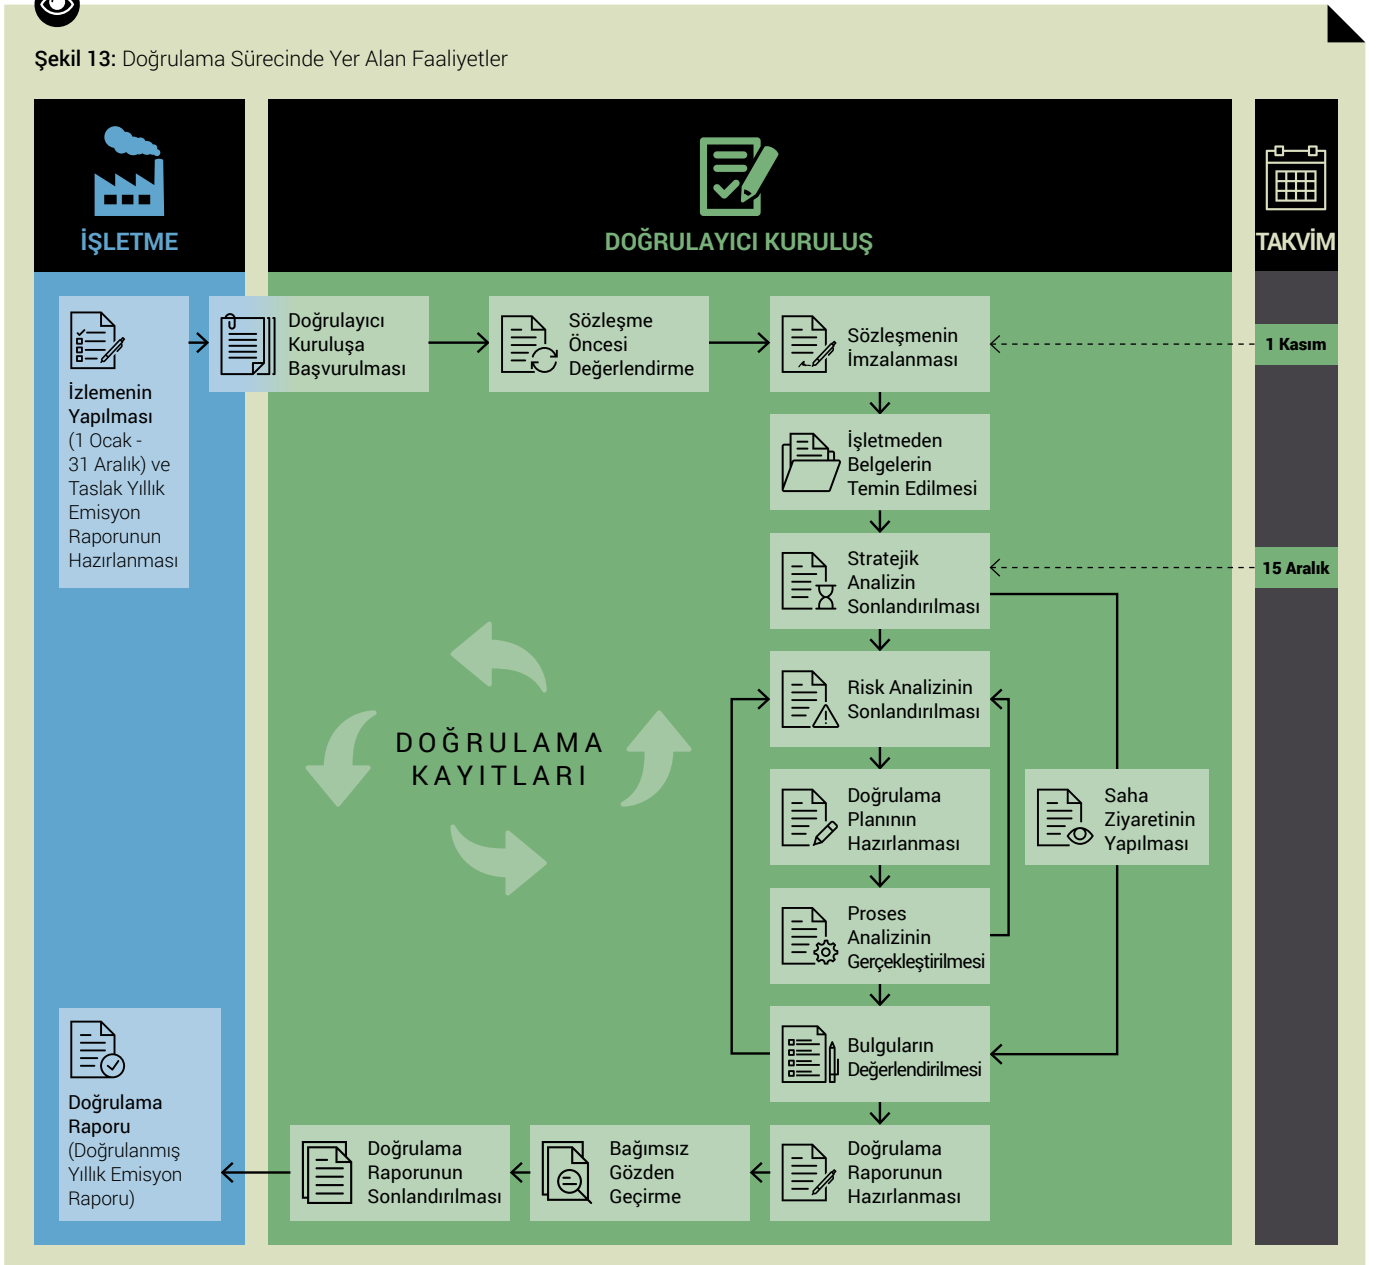 Şekil 13: Doğrulama Sürecinde Yer Alan Faaliyetler
İŞLETME
DOĞRULAYICI KURULUŞ
TAKVİM
İzlemenin
Yapılması
(1 Ocak -
31 Aralık) ve
Taslak Yıllık
Emisyon
Raporunun
Hazırlanması
Doğrulayıcı
Kuruluşa
Başvurulması
Sözleşme
Öncesi
Değerlendirme
Sözleşmenin
İmzalanması
1 Kasım
İşletmeden
Belgelerin
Temin Edilmesi
Stratejik
Analizin
Sonlandırılması
15 Aralık
Risk Analizinin
Sonlandırılması
DOĞRULAMA
KAYITLARI
Doğrulama
Planının
Hazırlanması
Saha
Ziyaretinin
Yapılması
Proses
Analizinin
Gerçekleştirilmesi
Bulguların
Değerlendirilmesi
Doğrulama
Raporunun
Hazırlanması
Bağımsız
Gözden
Geçirme
Doğrulama
Raporunun
Sonlandırılması
Doğrulama
Raporu
(Doğrulanmış
Yıllık Emisyon
Raporu)